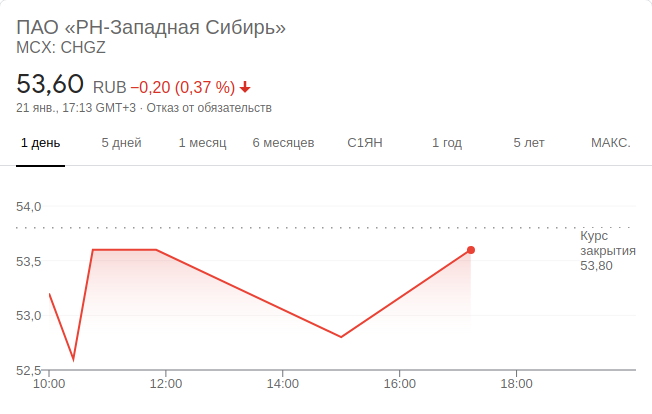 ПАО «РН-Западная Сибирь»
MCX: CHGZ
53,60 RUB −0,20 (0,37 %)
21 янв., 17:13 GMT+3 · Отказ от обязательств
1 день 5 дней 1 месяц 6 месяцев С1ЯН 1 год 5 лет МАКС.
54,0
Курс
закрытия
53,80
53,5
53,0
52,5
10:00 12:00 14:00 16:00 18:00